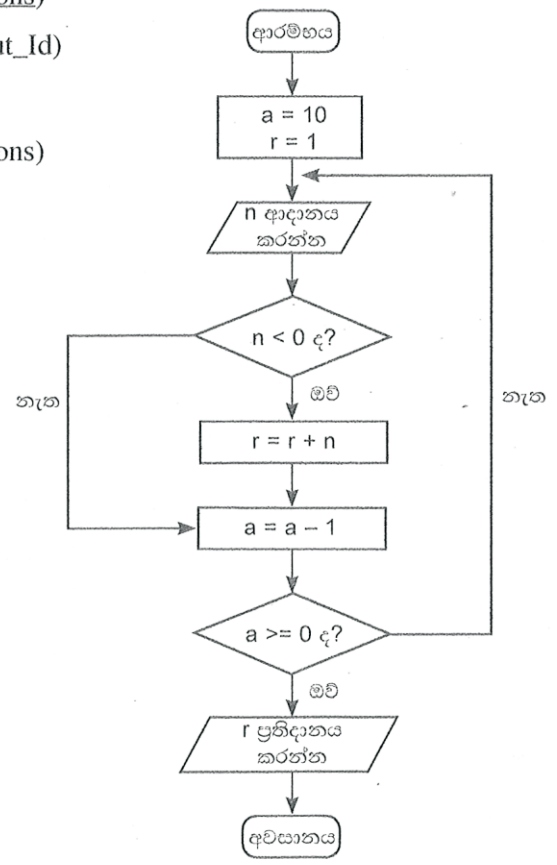 ons)
ut_Id)
ons)
ආරම්භය
a = 10
r = 1
n ආදානය
කරන්න
n < 0 ද?
නැත
ඔව්
නැත
r = r + n
a = a – 1
a >= 0 ද?
ඔව්
r ප්‍රතිදානය
කරන්න
අවසානය